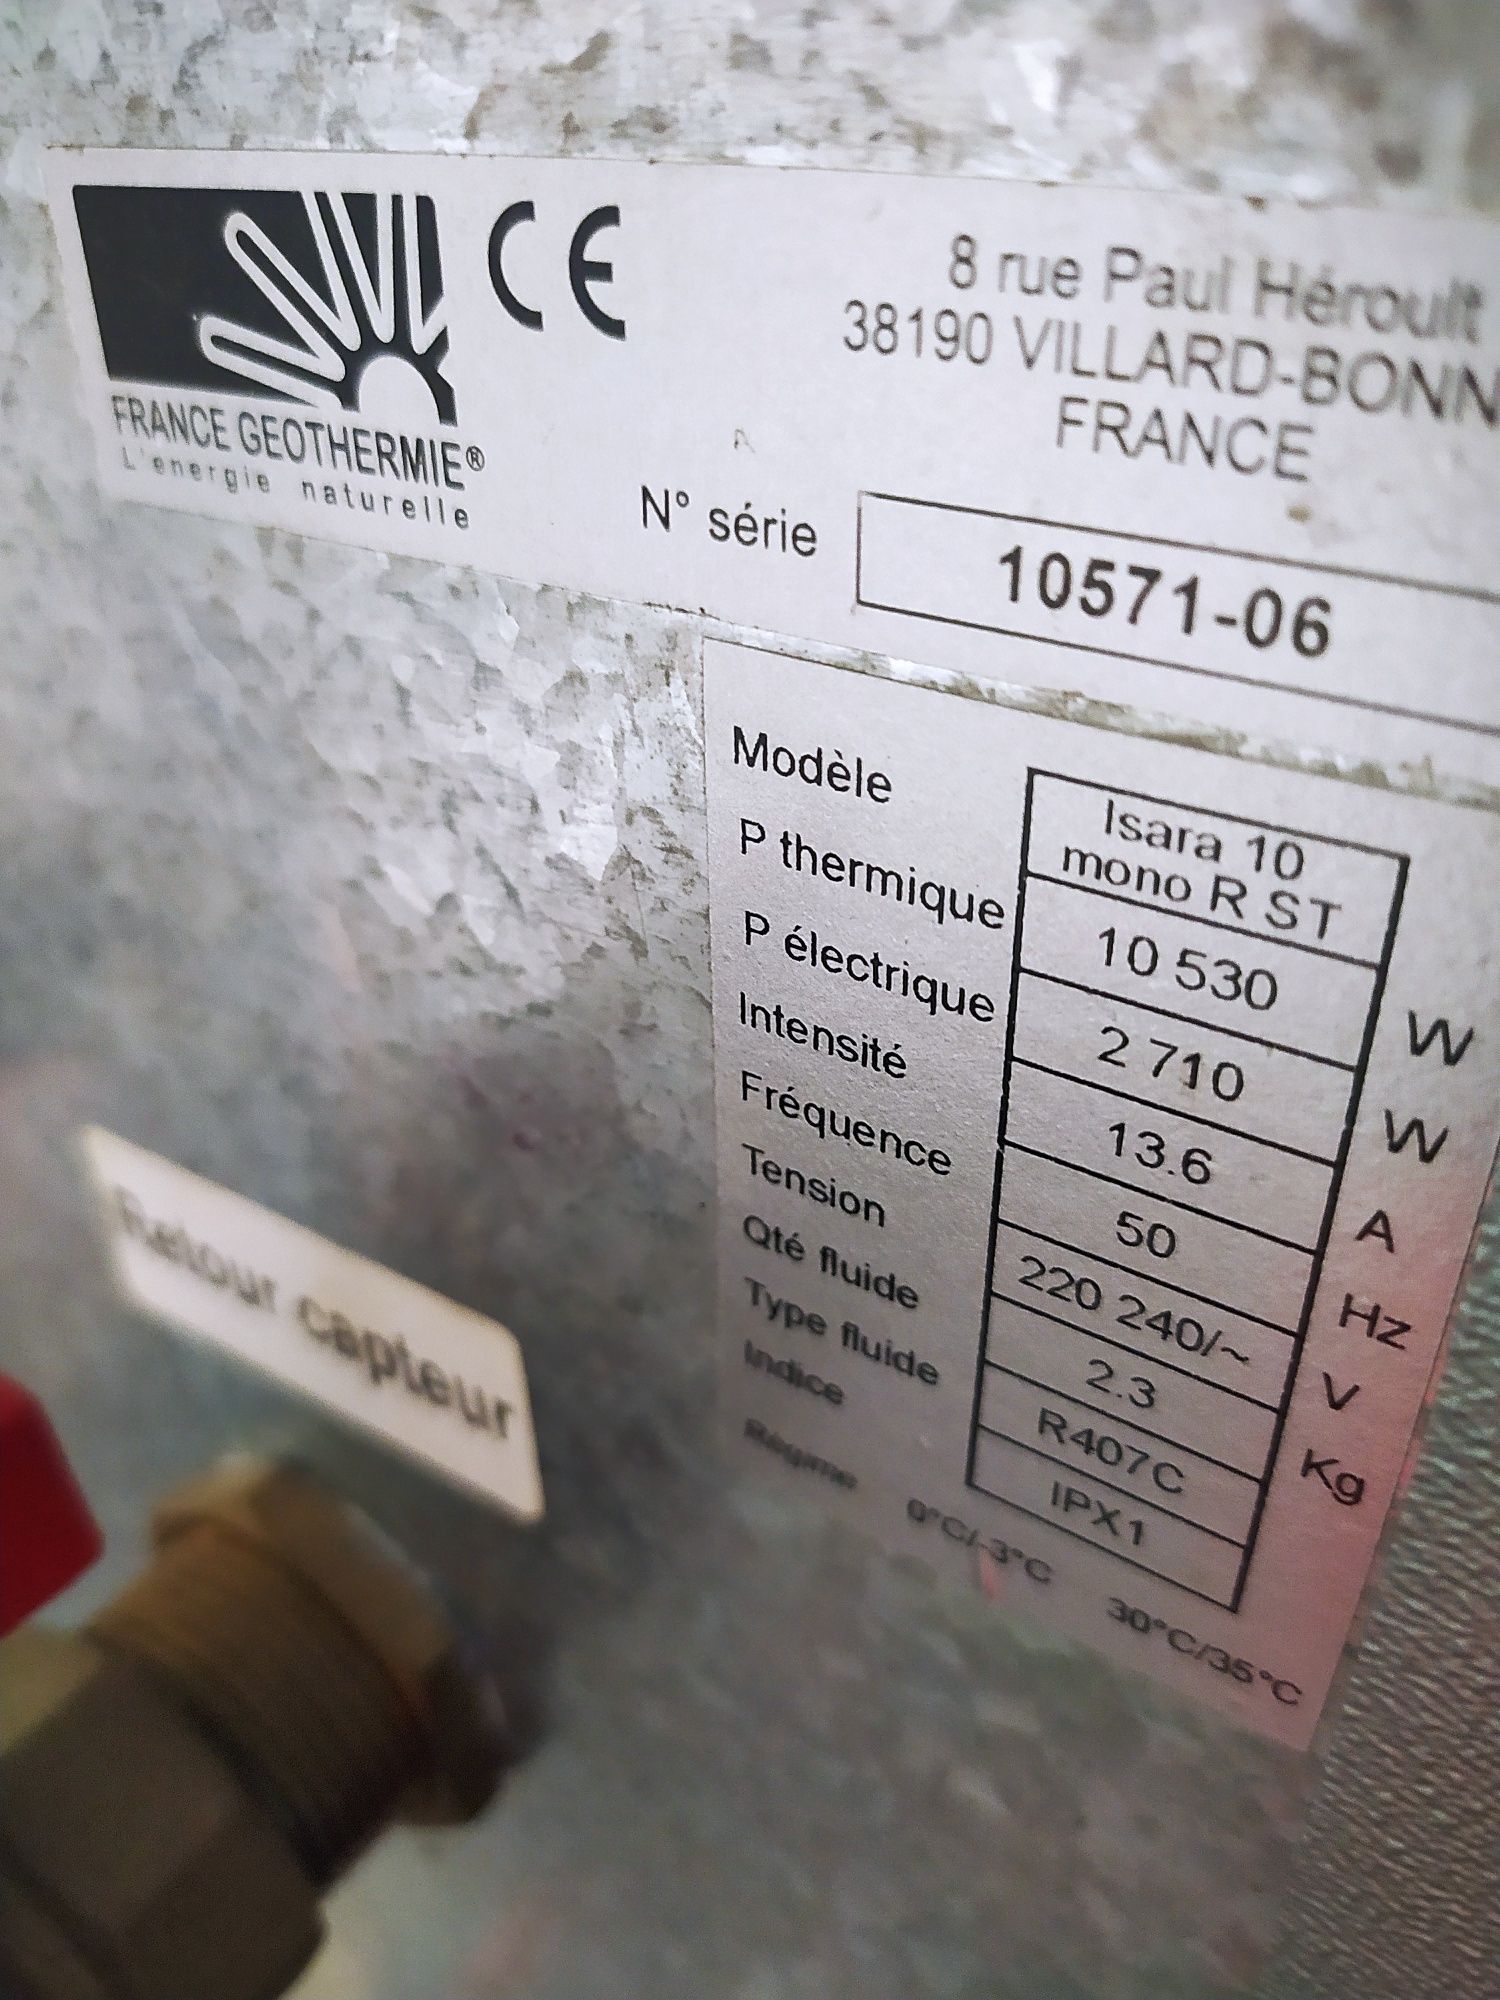 CE
FRANCE GEOTHERMIE®
L'energie naturelle
8 rue Paul Héroult
38190 VILLARD-BONN
FRANCE
N° série 10571-06
Modèle Isara 10 mono R ST
P thermique 10 530 W
P électrique 2 710 W
Intensité 13.6 A
Fréquence 50 Hz
Tension 220 240/~ V
Qté fluide 2.3 Kg
Type fluide R407C
Indice IPX1
Régime 0°C/-3°C 30°C/35°C
Retour capteur